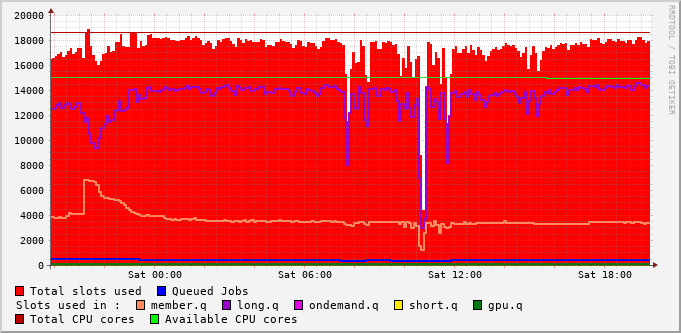 20000
18000
16000
14000
12000
10000
8000
6000
4000
2000
0
Sat 00:00 Sat 06:00 Sat 12:00 Sat 18:00
Total slots used Queued Jobs
Slots used in : member.q long.q ondemand.q short.q gpu.q
Total CPU cores Available CPU cores
RRDTOOL / TOBI OETIKER